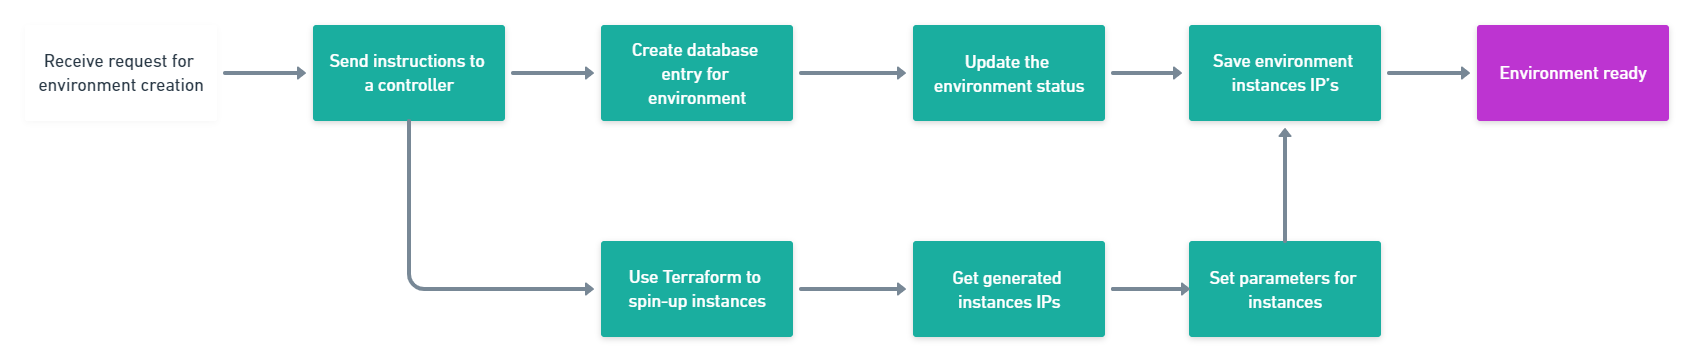 Receive request for
environment creation
Send instructions to
a controller
Create database
entry for
environment
Update the
environment status
Save environment
instances IP's
Environment ready
Use Terraform to
spin-up instances
Get generated
instances IPs
Set parameters for
instances